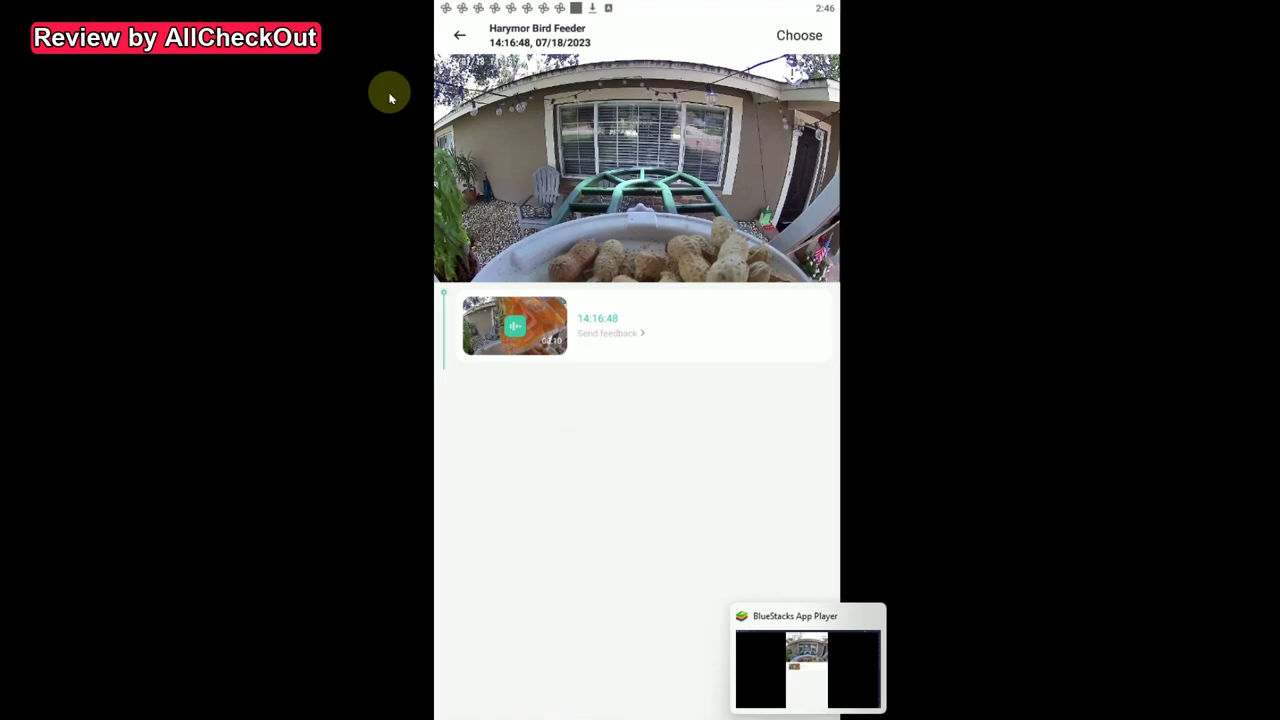 Review by AllCheckOut
2:46
Harymor Bird Feeder
14:16:48, 07/18/2023
Choose
14:16:48
Send feedback
BlueStacks App Player